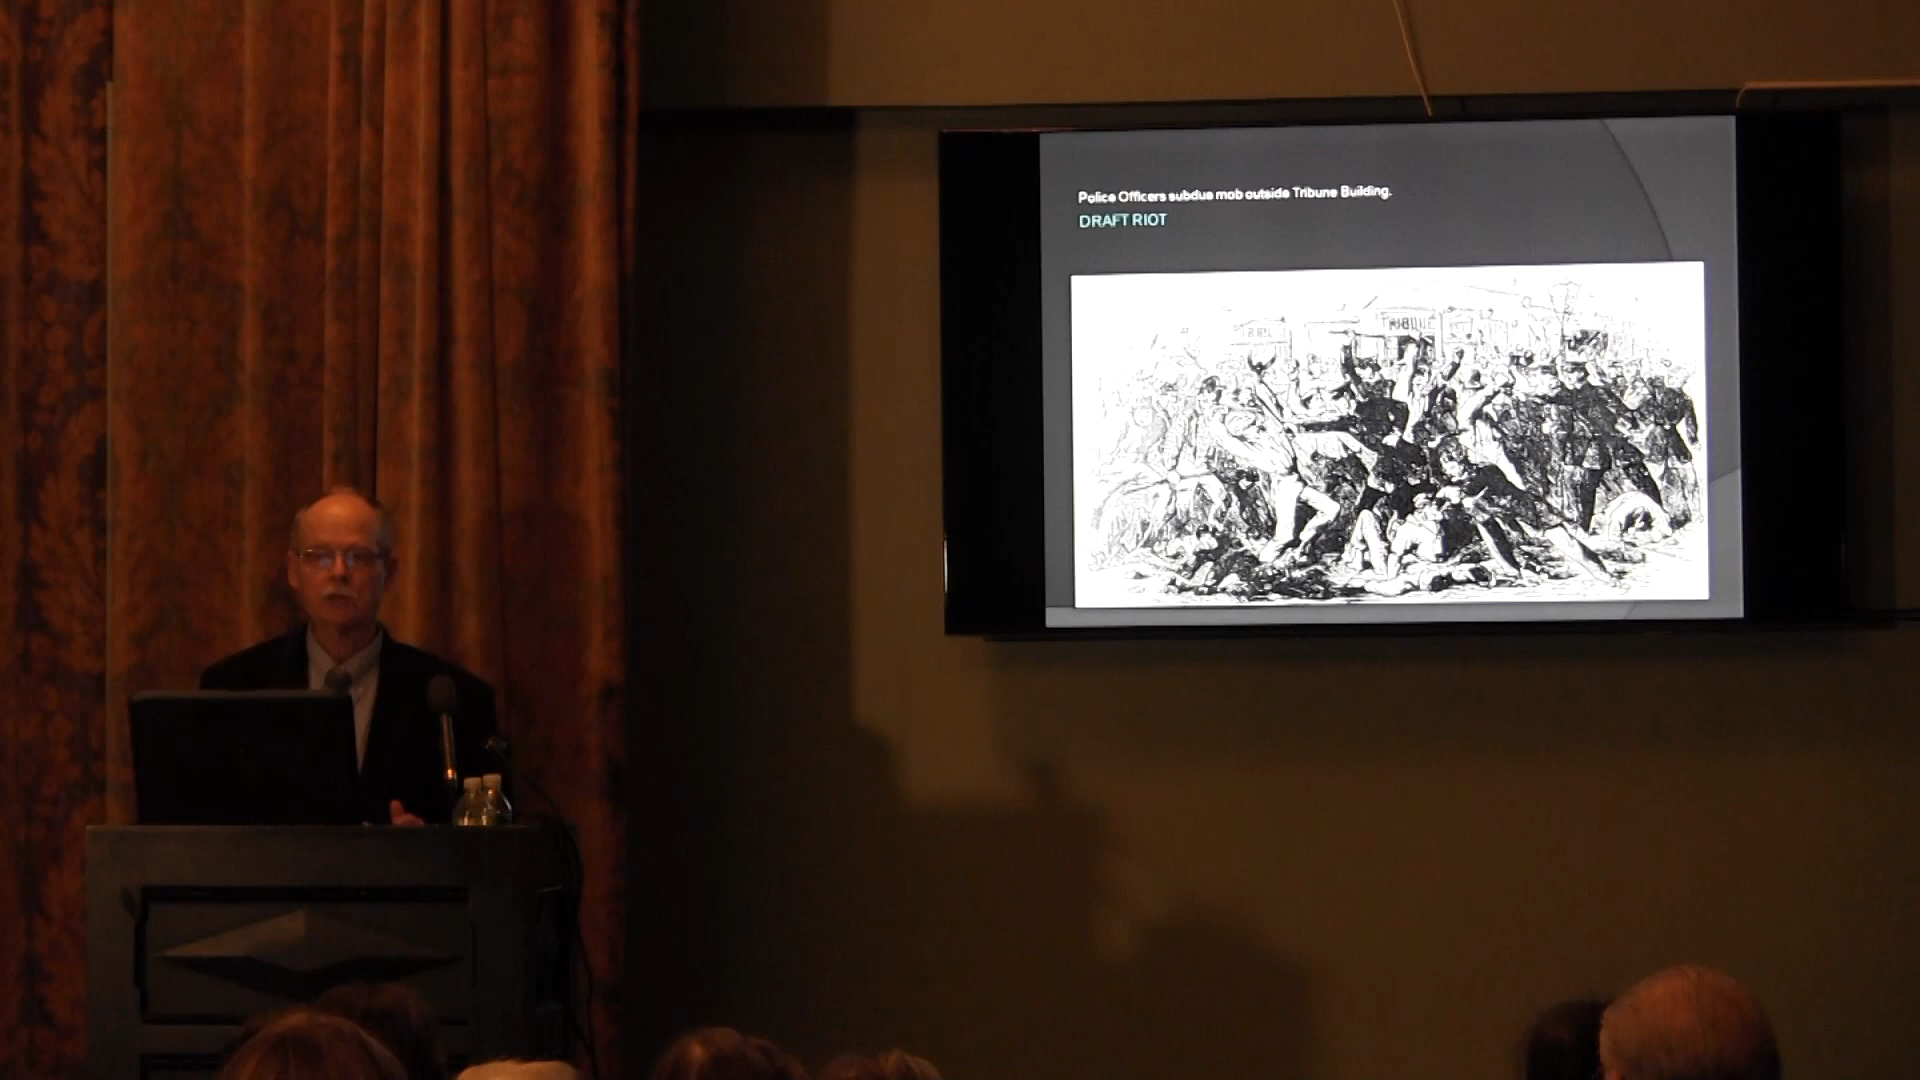 Police Officers subdue mob outside Tribune Building.
DRAFT RIOT
TRIBUNE